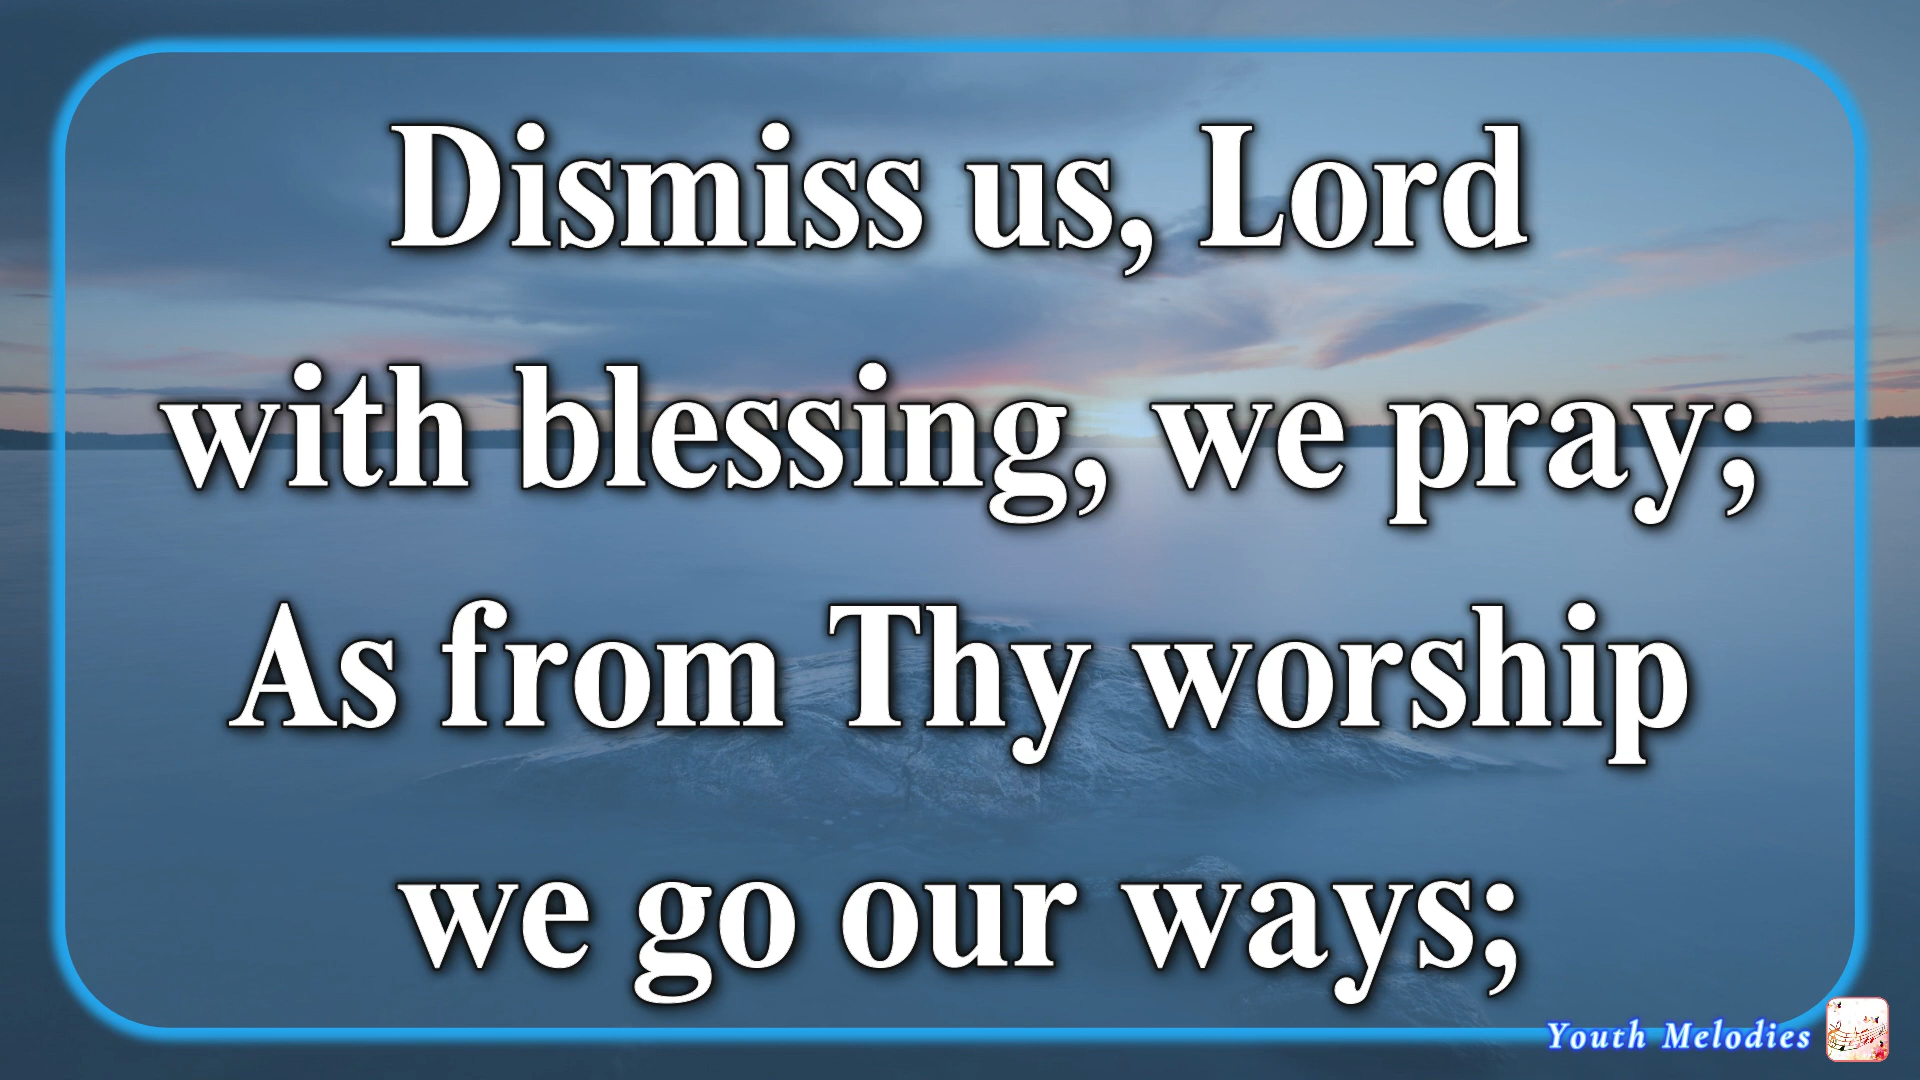 Dismiss us, Lord
with blessing, we pray;
As from Thy worship
we go our ways;
Youth Melodies